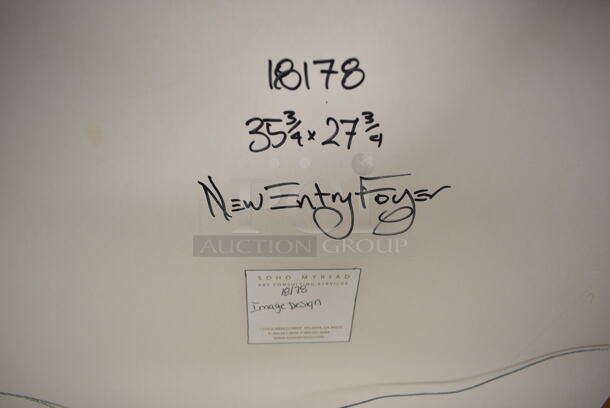 18178
35 3/4 x 27 3/4
New Entry Foyer
AUCTION GROUP
SOHO MYRIAD
ART CONSULTING SERVICES
18178
Image Design